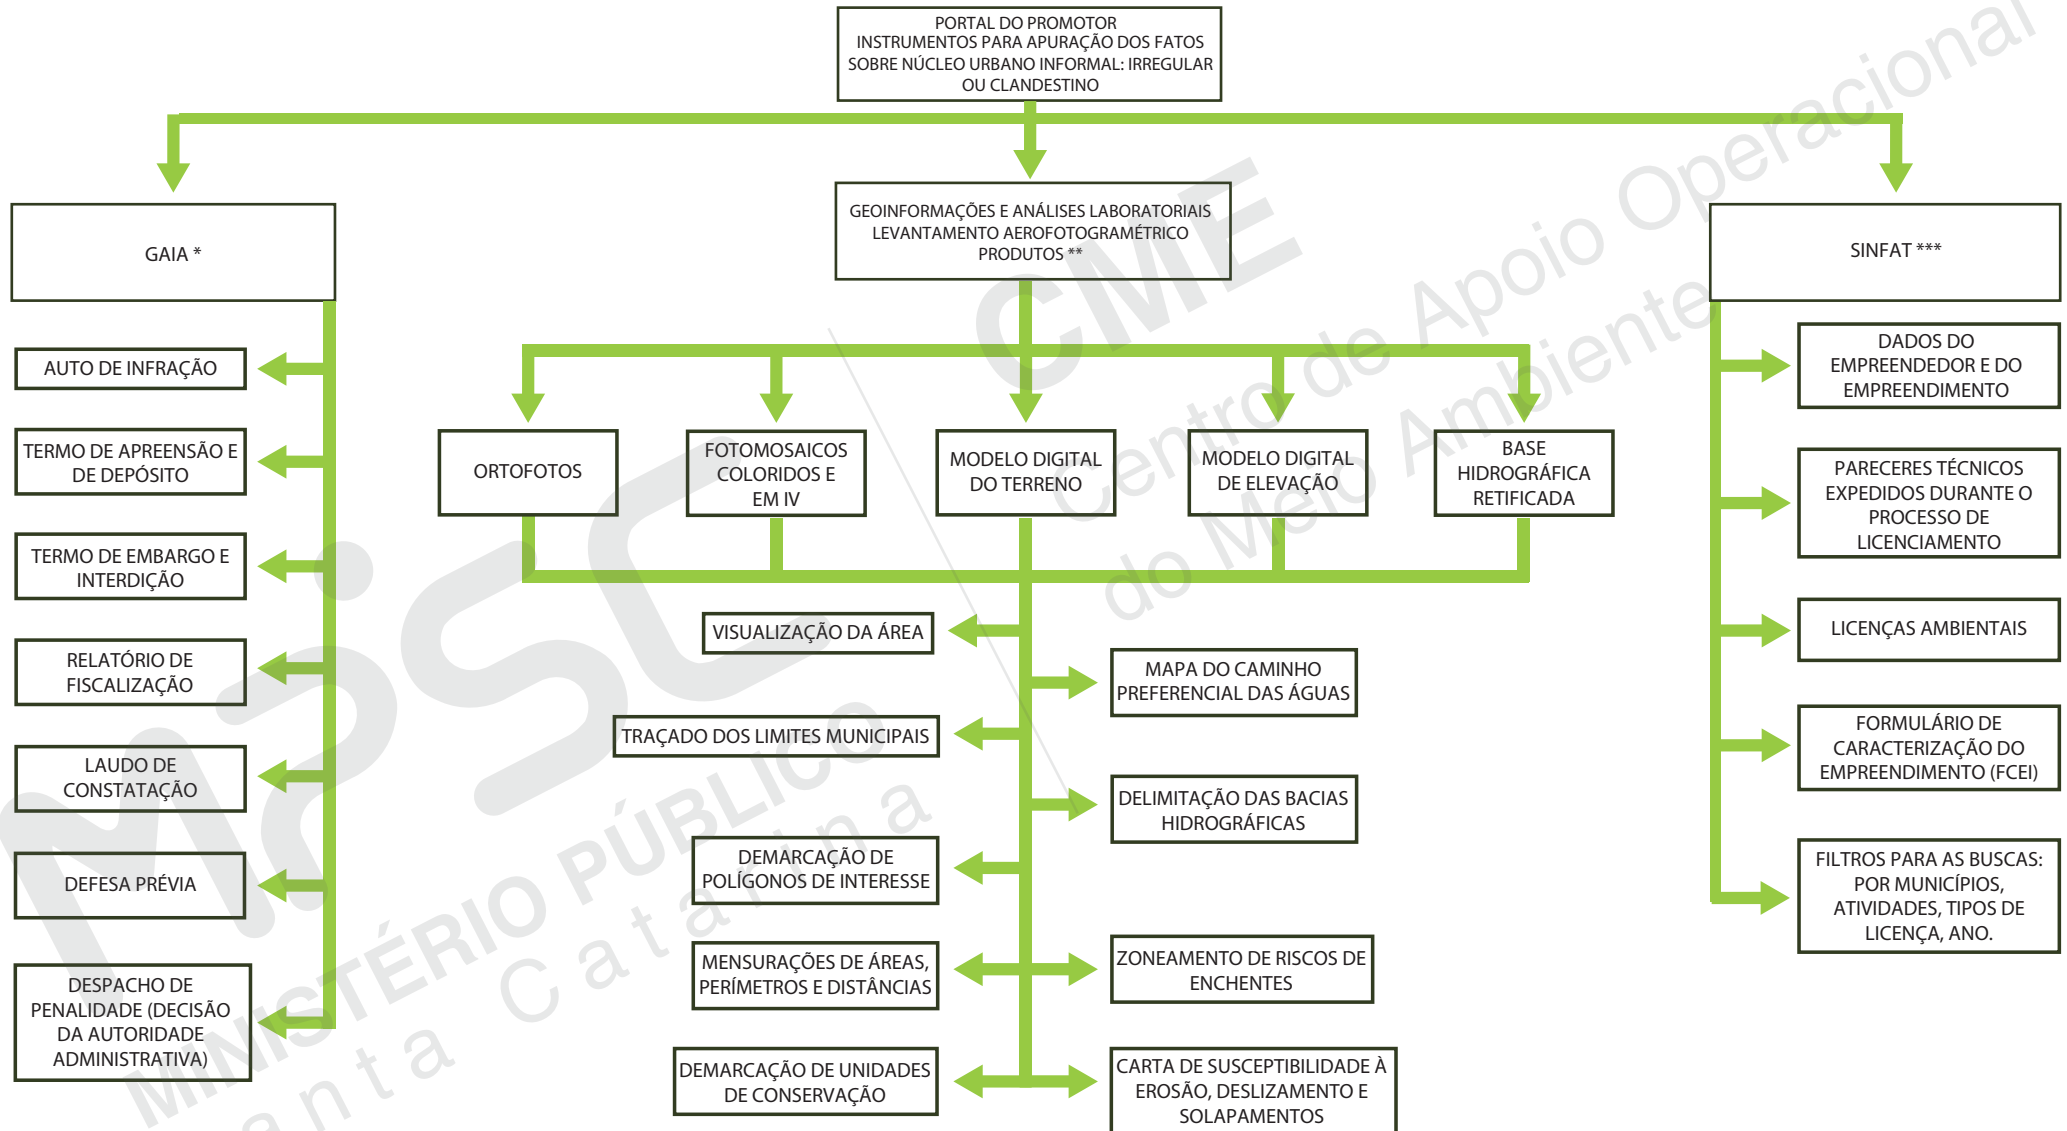 PORTAL DO PROMOTOR
INSTRUMENTOS PARA APURAÇÃO DOS FATOS
SOBRE NÚCLEO URBANO INFORMAL: IRREGULAR
OU CLANDESTINO
GAIA *
GEOINFORMAÇÕES E ANÁLISES LABORATORIAIS
LEVANTAMENTO AEROFOTOGRAMÉTRICO
PRODUTOS **
SINFAT ***
AUTO DE INFRAÇÃO
TERMO DE APREENSÃO E
DE DEPÓSITO
TERMO DE EMBARGO E
INTERDIÇÃO
RELATÓRIO DE
FISCALIZAÇÃO
LAUDO DE
CONSTATAÇÃO
DEFESA PRÉVIA
DESPACHO DE
PENALIDADE (DECISÃO
DA AUTORIDADE
ADMINISTRATIVA)
ORTOFOTOS
FOTOMOSAICOS
COLORIDOS E
EM IV
MODELO DIGITAL
DO TERRENO
MODELO DIGITAL
DE ELEVAÇÃO
BASE
HIDROGRÁFICA
RETIFICADA
VISUALIZAÇÃO DA ÁREA
MAPA DO CAMINHO
PREFERENCIAL DAS ÁGUAS
TRAÇADO DOS LIMITES MUNICIPAIS
DELIMITAÇÃO DAS BACIAS
HIDROGRÁFICAS
DEMARCAÇÃO DE
POLÍGONOS DE INTERESSE
MENSURAÇÕES DE ÁREAS,
PERÍMETROS E DISTÂNCIAS
ZONEAMENTO DE RISCOS DE
ENCHENTES
DEMARCAÇÃO DE UNIDADES
DE CONSERVAÇÃO
CARTA DE SUSCEPTIBILIDADE À
EROSÃO, DESLIZAMENTO E
SOLAPAMENTOS
DADOS DO
EMPREENDEDOR E DO
EMPREENDIMENTO
PARECERES TÉCNICOS
EXPEDIDOS DURANTE O
PROCESSO DE
LICENCIAMENTO
LICENÇAS AMBIENTAIS
FORMULÁRIO DE
CARACTERIZAÇÃO DO
EMPREENDIMENTO (FCEI)
FILTROS PARA AS BUSCAS:
POR MUNICÍPIOS,
ATIVIDADES, TIPOS DE
LICENÇA, ANO.
MPSC
MINISTÉRIO PÚBLICO
anta Catarina
CME
Centro de Apoio Operacional
do Meio Ambiente